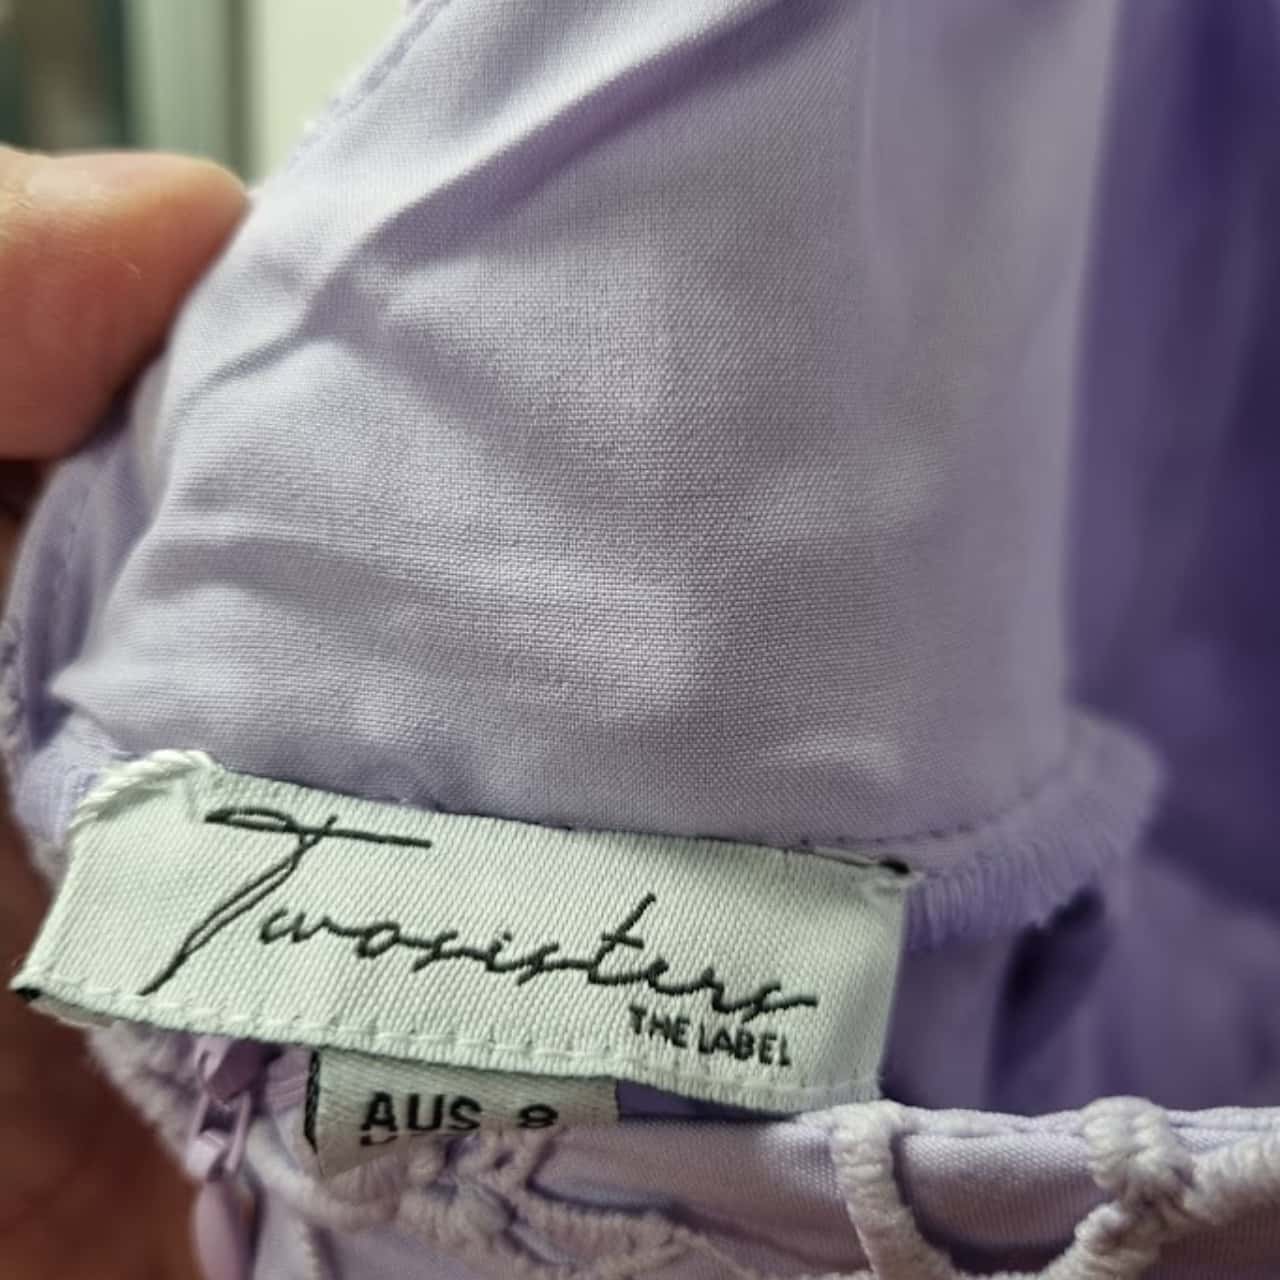 Twosisters
THE LABEL
AUS 8